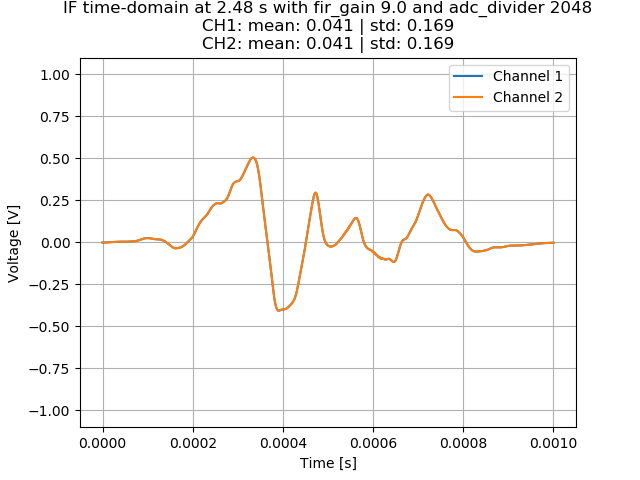 IF time-domain at 2.48 s with fir_gain 9.0 and adc_divider 2048
CH1: mean: 0.041 | std: 0.169
CH2: mean: 0.041 | std: 0.169
Channel 1
Channel 2
1.00
0.75
0.50
0.25
0.00
−0.25
−0.50
−0.75
−1.00
Voltage [V]
0.0000 0.0002 0.0004 0.0006 0.0008 0.0010
Time [s]